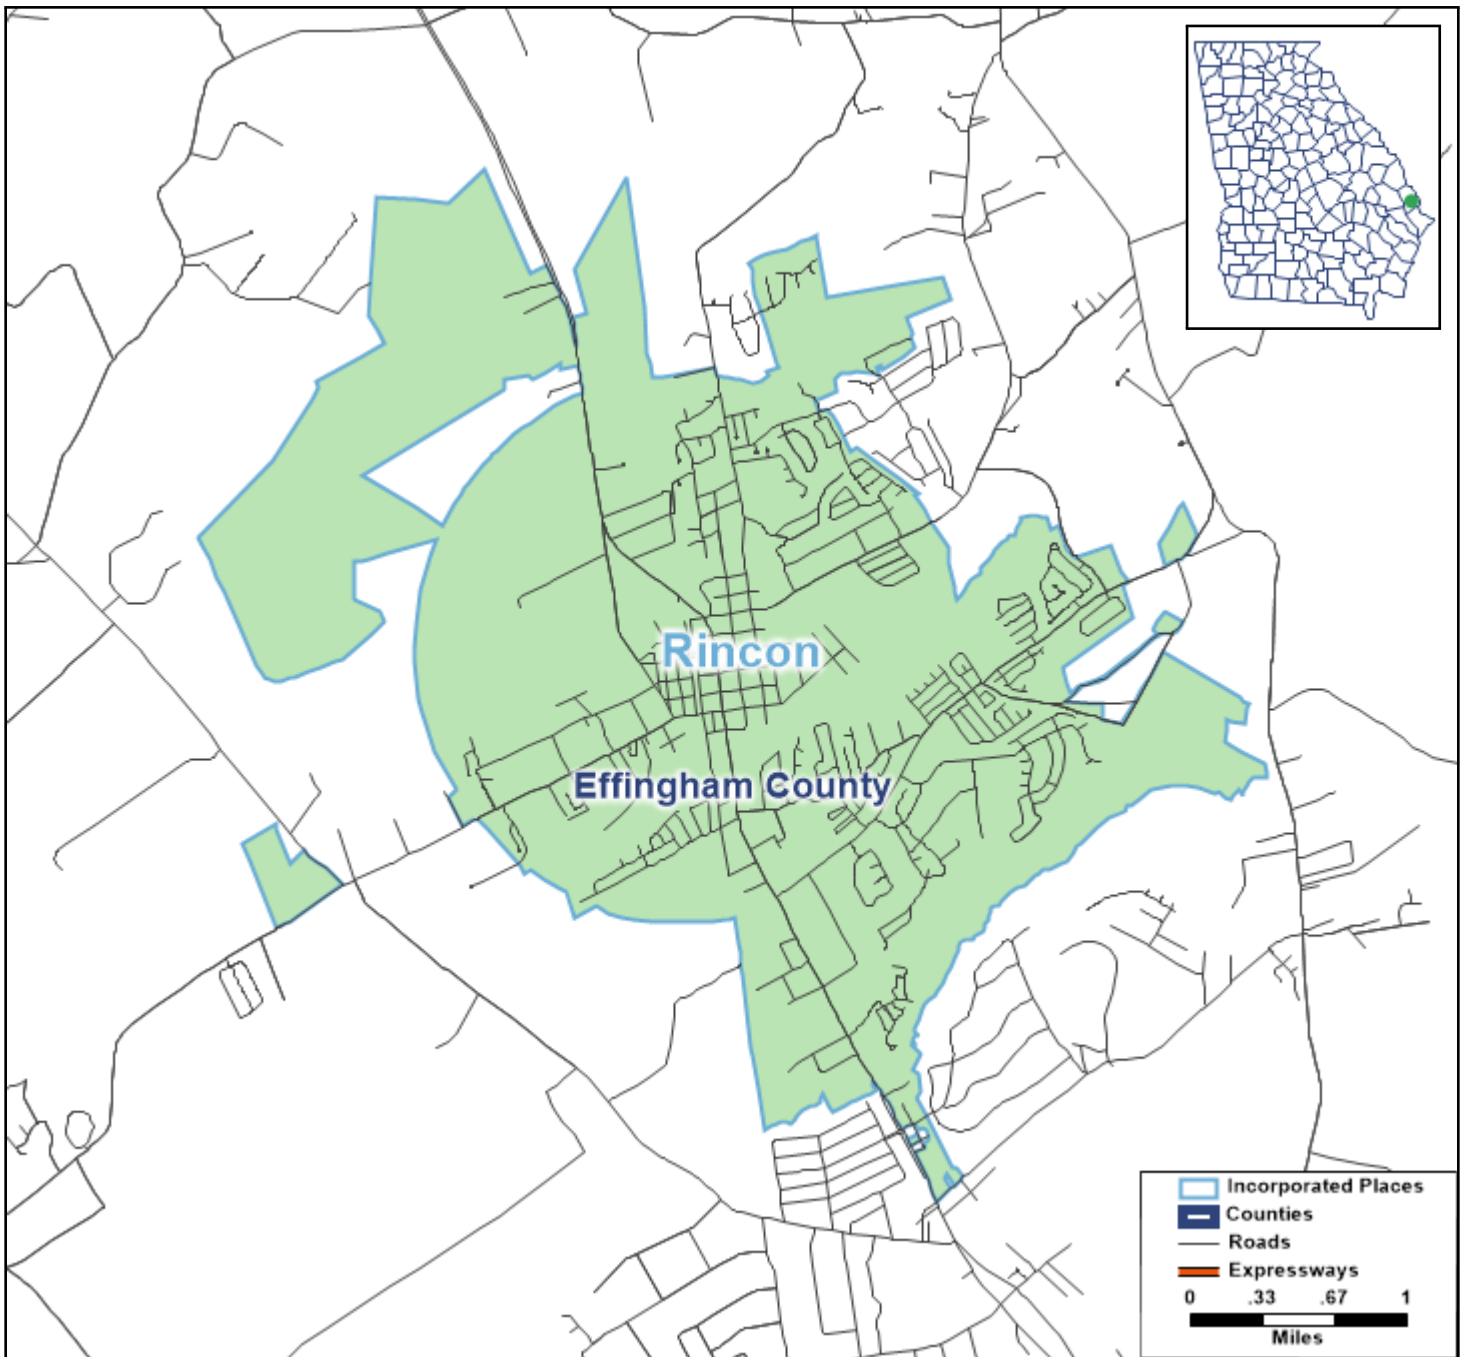 Rincon
Effingham County
Incorporated Places
Counties
Roads
Expressways
0 .33 .67 1
Miles